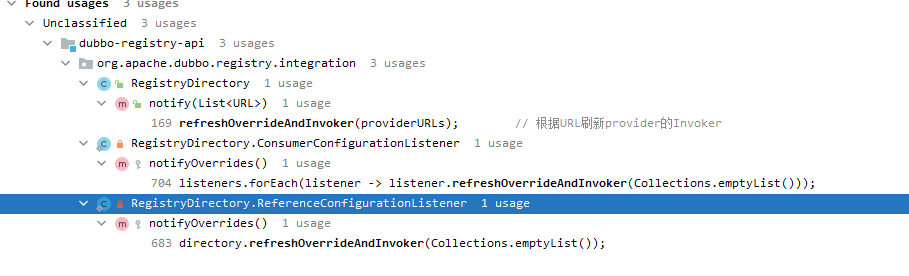 Found usages 3 usages
Unclassified 3 usages
dubbo-registry-api 3 usages
org.apache.dubbo.registry.integration 3 usages
RegistryDirectory 1 usage
notify(List<URL>) 1 usage
169 refreshOverrideAndInvoker(providerURLs); // 根据URL刷新provider的Invoker
RegistryDirectory.ConsumerConfigurationListener 1 usage
notifyOverrides() 1 usage
704 listeners.forEach(listener -> listener.refreshOverrideAndInvoker(Collections.emptyList()));
RegistryDirectory.ReferenceConfigurationListener 1 usage
notifyOverrides() 1 usage
683 directory.refreshOverrideAndInvoker(Collections.emptyList());